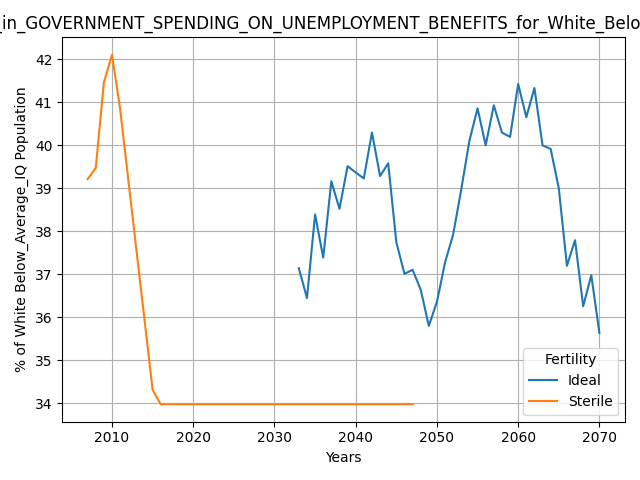 _in_GOVERNMENT_SPENDING_ON_UNEMPLOYMENT_BENEFITS_for_White_Belo
42
41
40
39
38
37
36
35
34
% of White Below_Average_IQ Population
Fertility
Ideal
Sterile
2010 2020 2030 2040 2050 2060 2070
Years